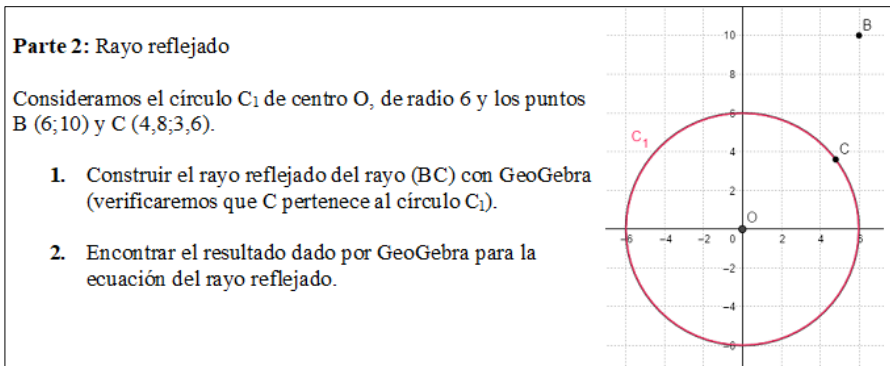 Parte 2: Rayo reflejado
Consideramos el círculo C₁ de centro O, de radio 6 y los puntos
B (6;10) y C (4,8;3,6).
1. Construir el rayo reflejado del rayo (BC) con GeoGebra
(verificaremos que C pertenece al círculo C₁).
2. Encontrar el resultado dado por GeoGebra para la
ecuación del rayo reflejado.
B
10
8
6
C₁
4
C
2
O
-6 -4 -2 0 2 4 6
-2
-4
-6